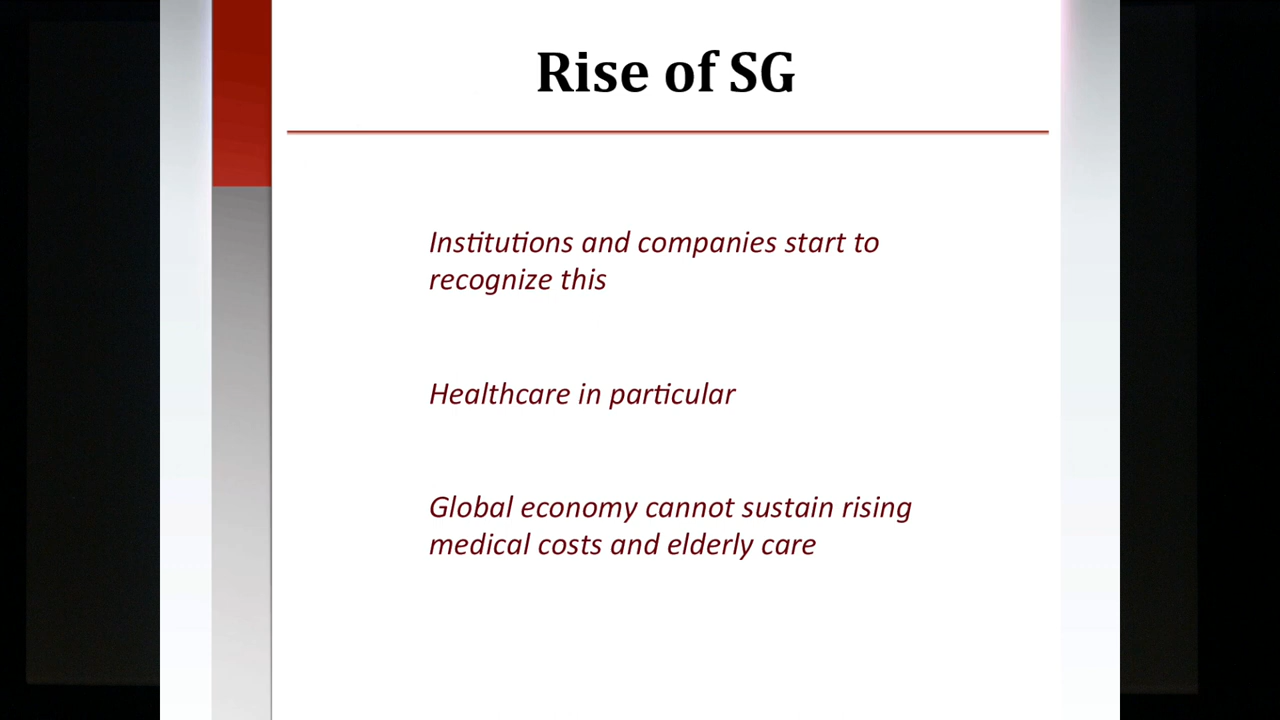 Rise of SG
Institutions and companies start to
recognize this
Healthcare in particular
Global economy cannot sustain rising
medical costs and elderly care